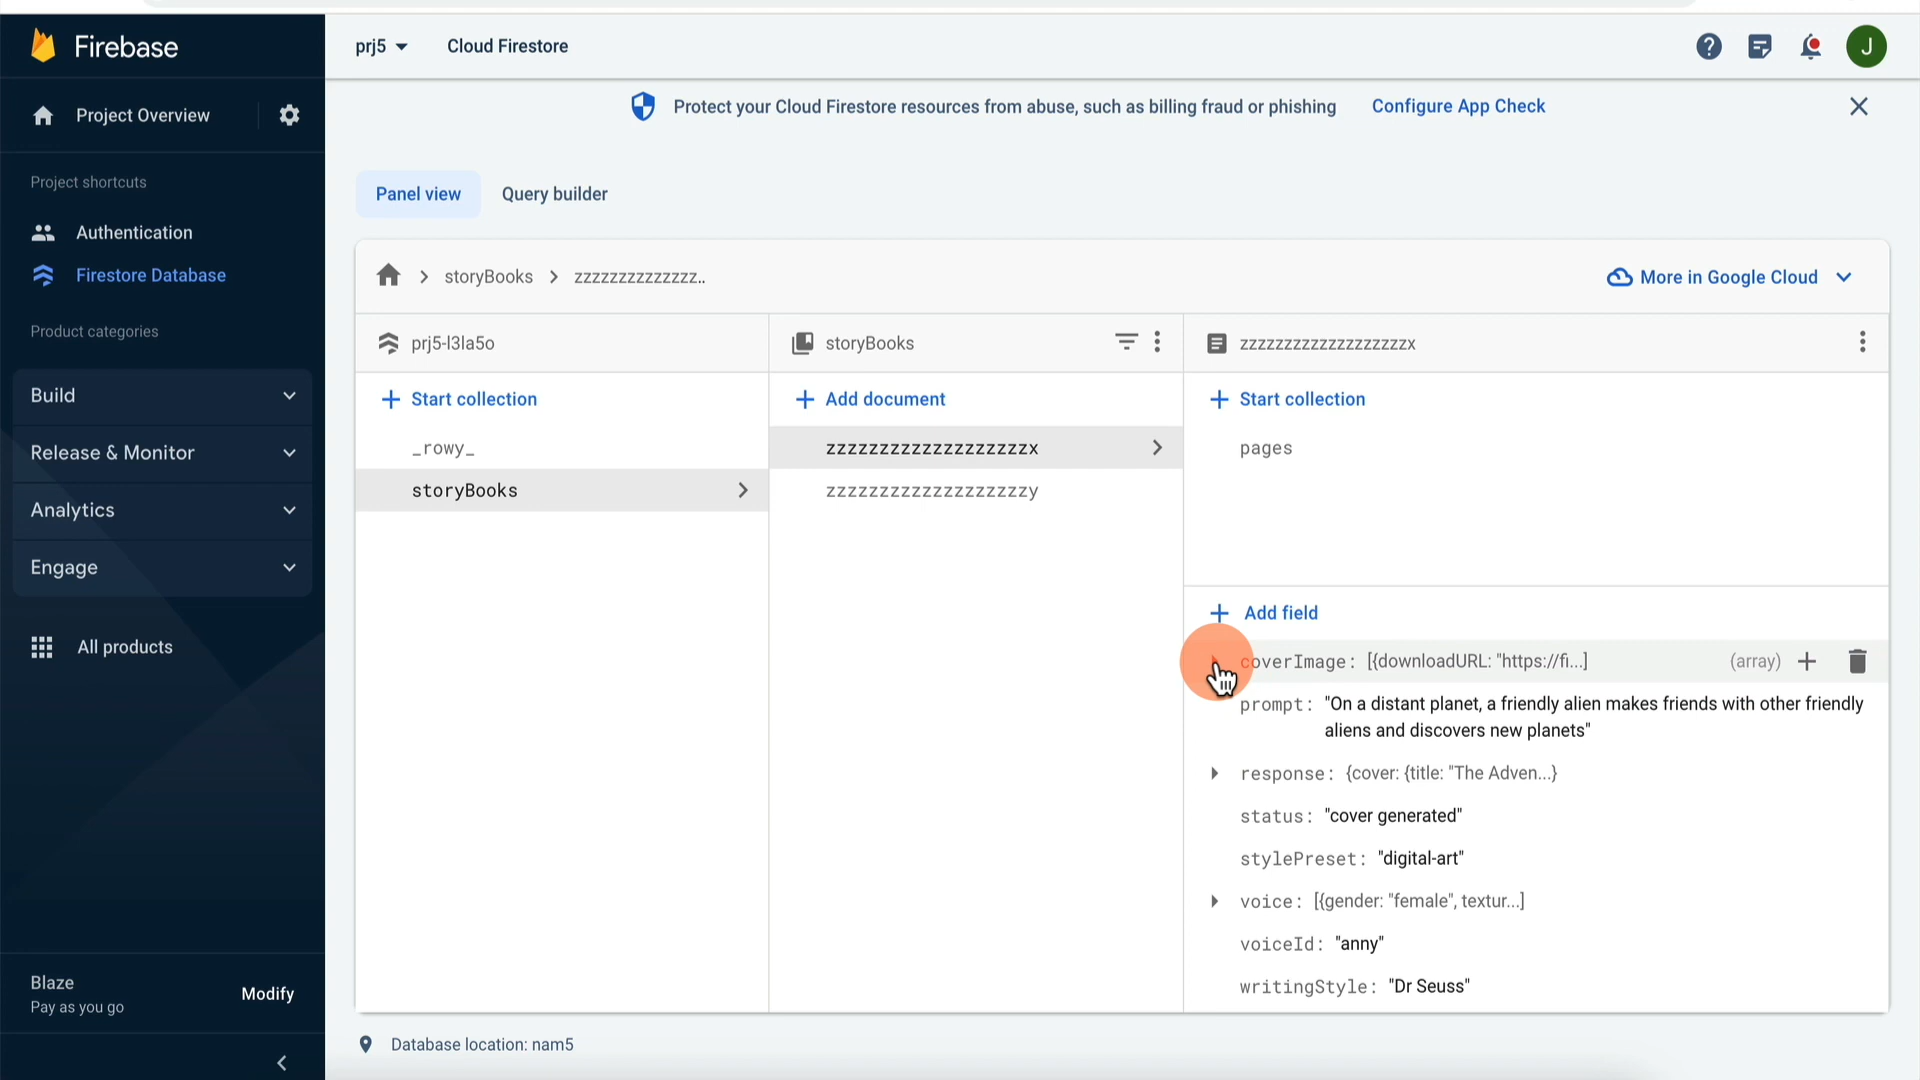 Firebase
prj5
Cloud Firestore
J
Project Overview
Protect your Cloud Firestore resources from abuse, such as billing fraud or phishing
Configure App Check
Project shortcuts
Authentication
Firestore Database
Product categories
Build
Release & Monitor
Analytics
Engage
All products
Blaze
Pay as you go
Modify
Panel view
Query builder
storyBooks
zzzzzzzzzzzzzz..
More in Google Cloud
prj5-l3la5o
Start collection
_rowy_
storyBooks
storyBooks
Add document
zzzzzzzzzzzzzzzzzzzx
zzzzzzzzzzzzzzzzzzzy
zzzzzzzzzzzzzzzzzzzx
Start collection
pages
Add field
coverImage: [{downloadURL: "https://fi...] (array)
prompt: "On a distant planet, a friendly alien makes friends with other friendly
aliens and discovers new planets"
response: {cover: {title: "The Adven...}
status: "cover generated"
stylePreset: "digital-art"
voice: [{gender: "female", textur...]
voiceId: "anny"
writingStyle: "Dr Seuss"
Database location: nam5